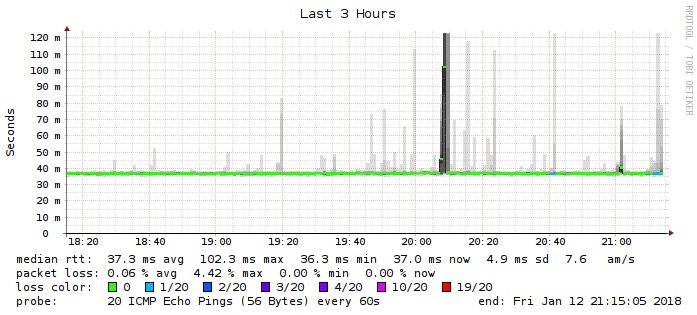 Last 3 Hours
RRDTOOL / TOBI OETIKER
Seconds
120 m
110 m
100 m
90 m
80 m
70 m
60 m
50 m
40 m
30 m
20 m
10 m
0
18:20 18:40 19:00 19:20 19:40 20:00 20:20 20:40 21:00
median rtt: 37.3 ms avg 102.3 ms max 36.3 ms min 37.0 ms now 4.9 ms sd 7.6 am/s
packet loss: 0.06 % avg 4.42 % max 0.00 % min 0.00 % now
loss color: 0 1/20 2/20 3/20 4/20 10/20 19/20
probe: 20 ICMP Echo Pings (56 Bytes) every 60s end: Fri Jan 12 21:15:05 2018